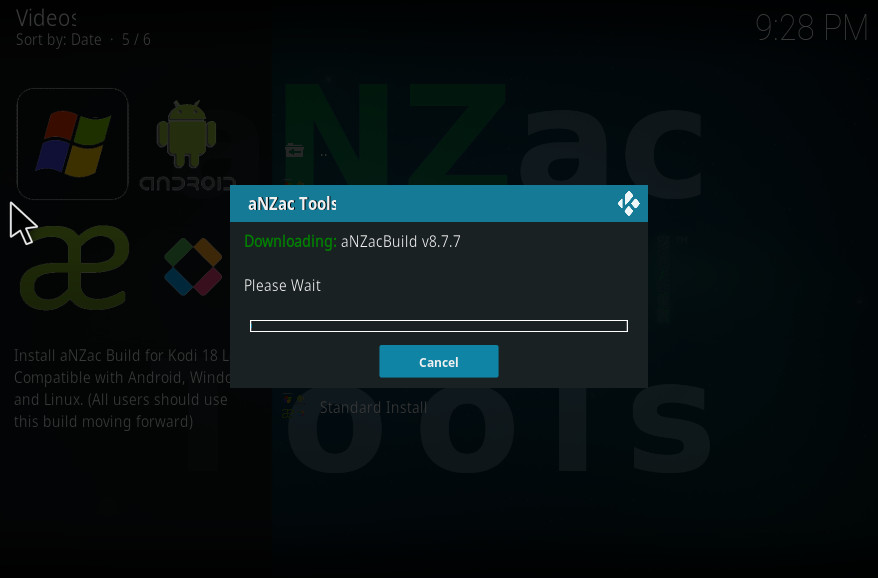 Videos
Sort by: Date · 5 / 6
9:28 PM
aNZac
ANDROID
..
æ
aNZac Tools
Downloading: aNZacBuild v8.7.7
Please Wait
Cancel
Install aNZac Build for Kodi 18 L
Compatible with Android, Windo
and Linux. (All users should use
this build moving forward)
Standard Install
Tools